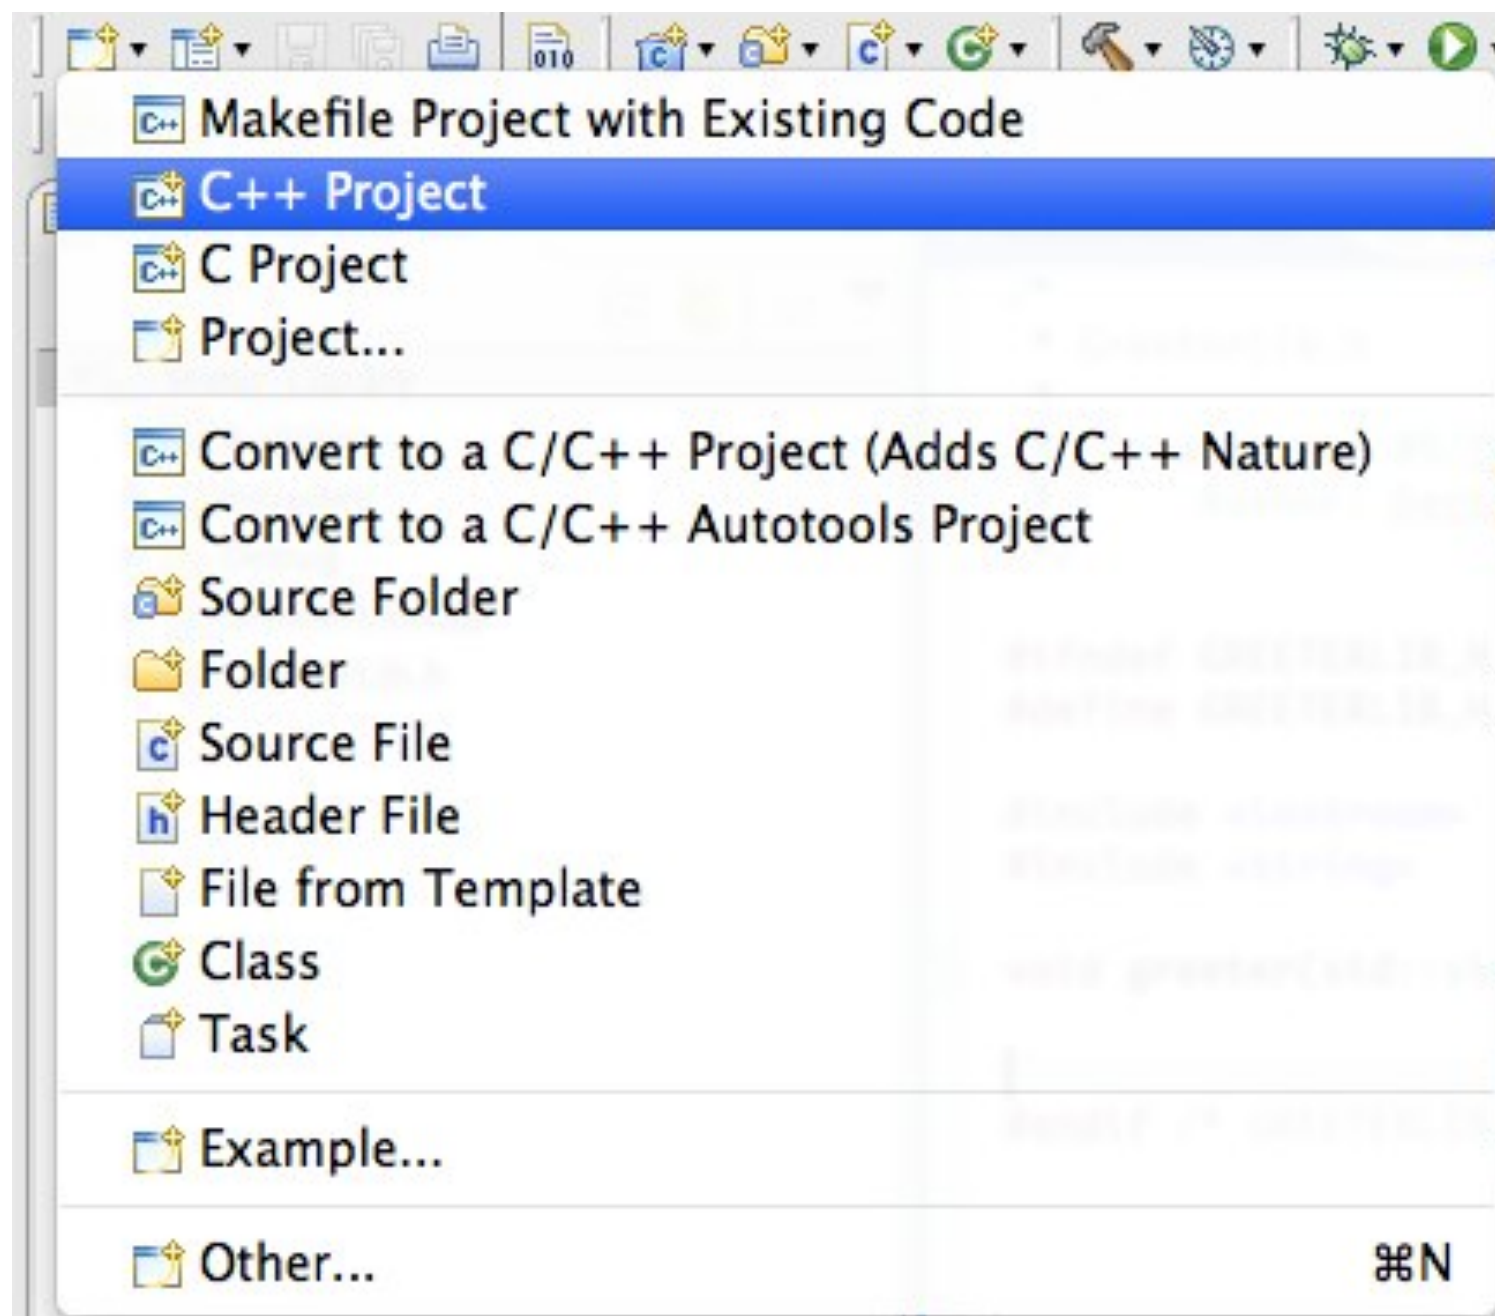 010
Makefile Project with Existing Code
C++ Project
C Project
Project...
Convert to a C/C++ Project (Adds C/C++ Nature)
Convert to a C/C++ Autotools Project
Source Folder
Folder
Source File
Header File
File from Template
Class
Task
Example...
Other... ⌘N